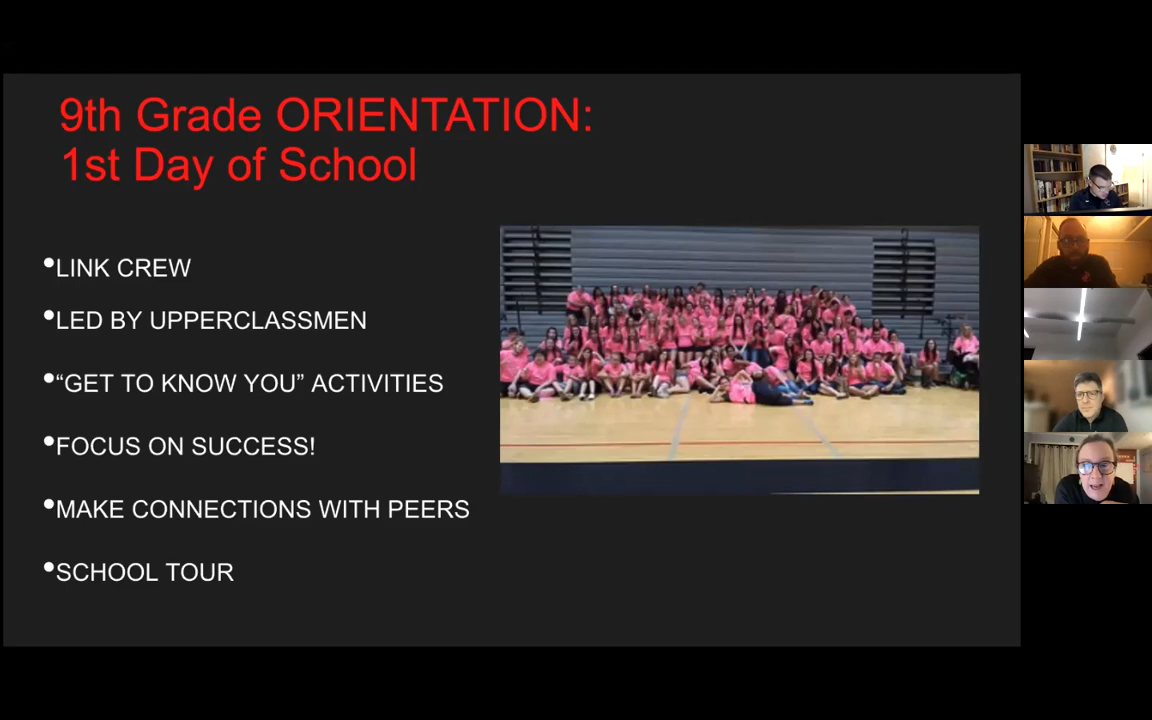 9th Grade ORIENTATION:
1st Day of School
•LINK CREW
•LED BY UPPERCLASSMEN
•“GET TO KNOW YOU” ACTIVITIES
•FOCUS ON SUCCESS!
•MAKE CONNECTIONS WITH PEERS
•SCHOOL TOUR